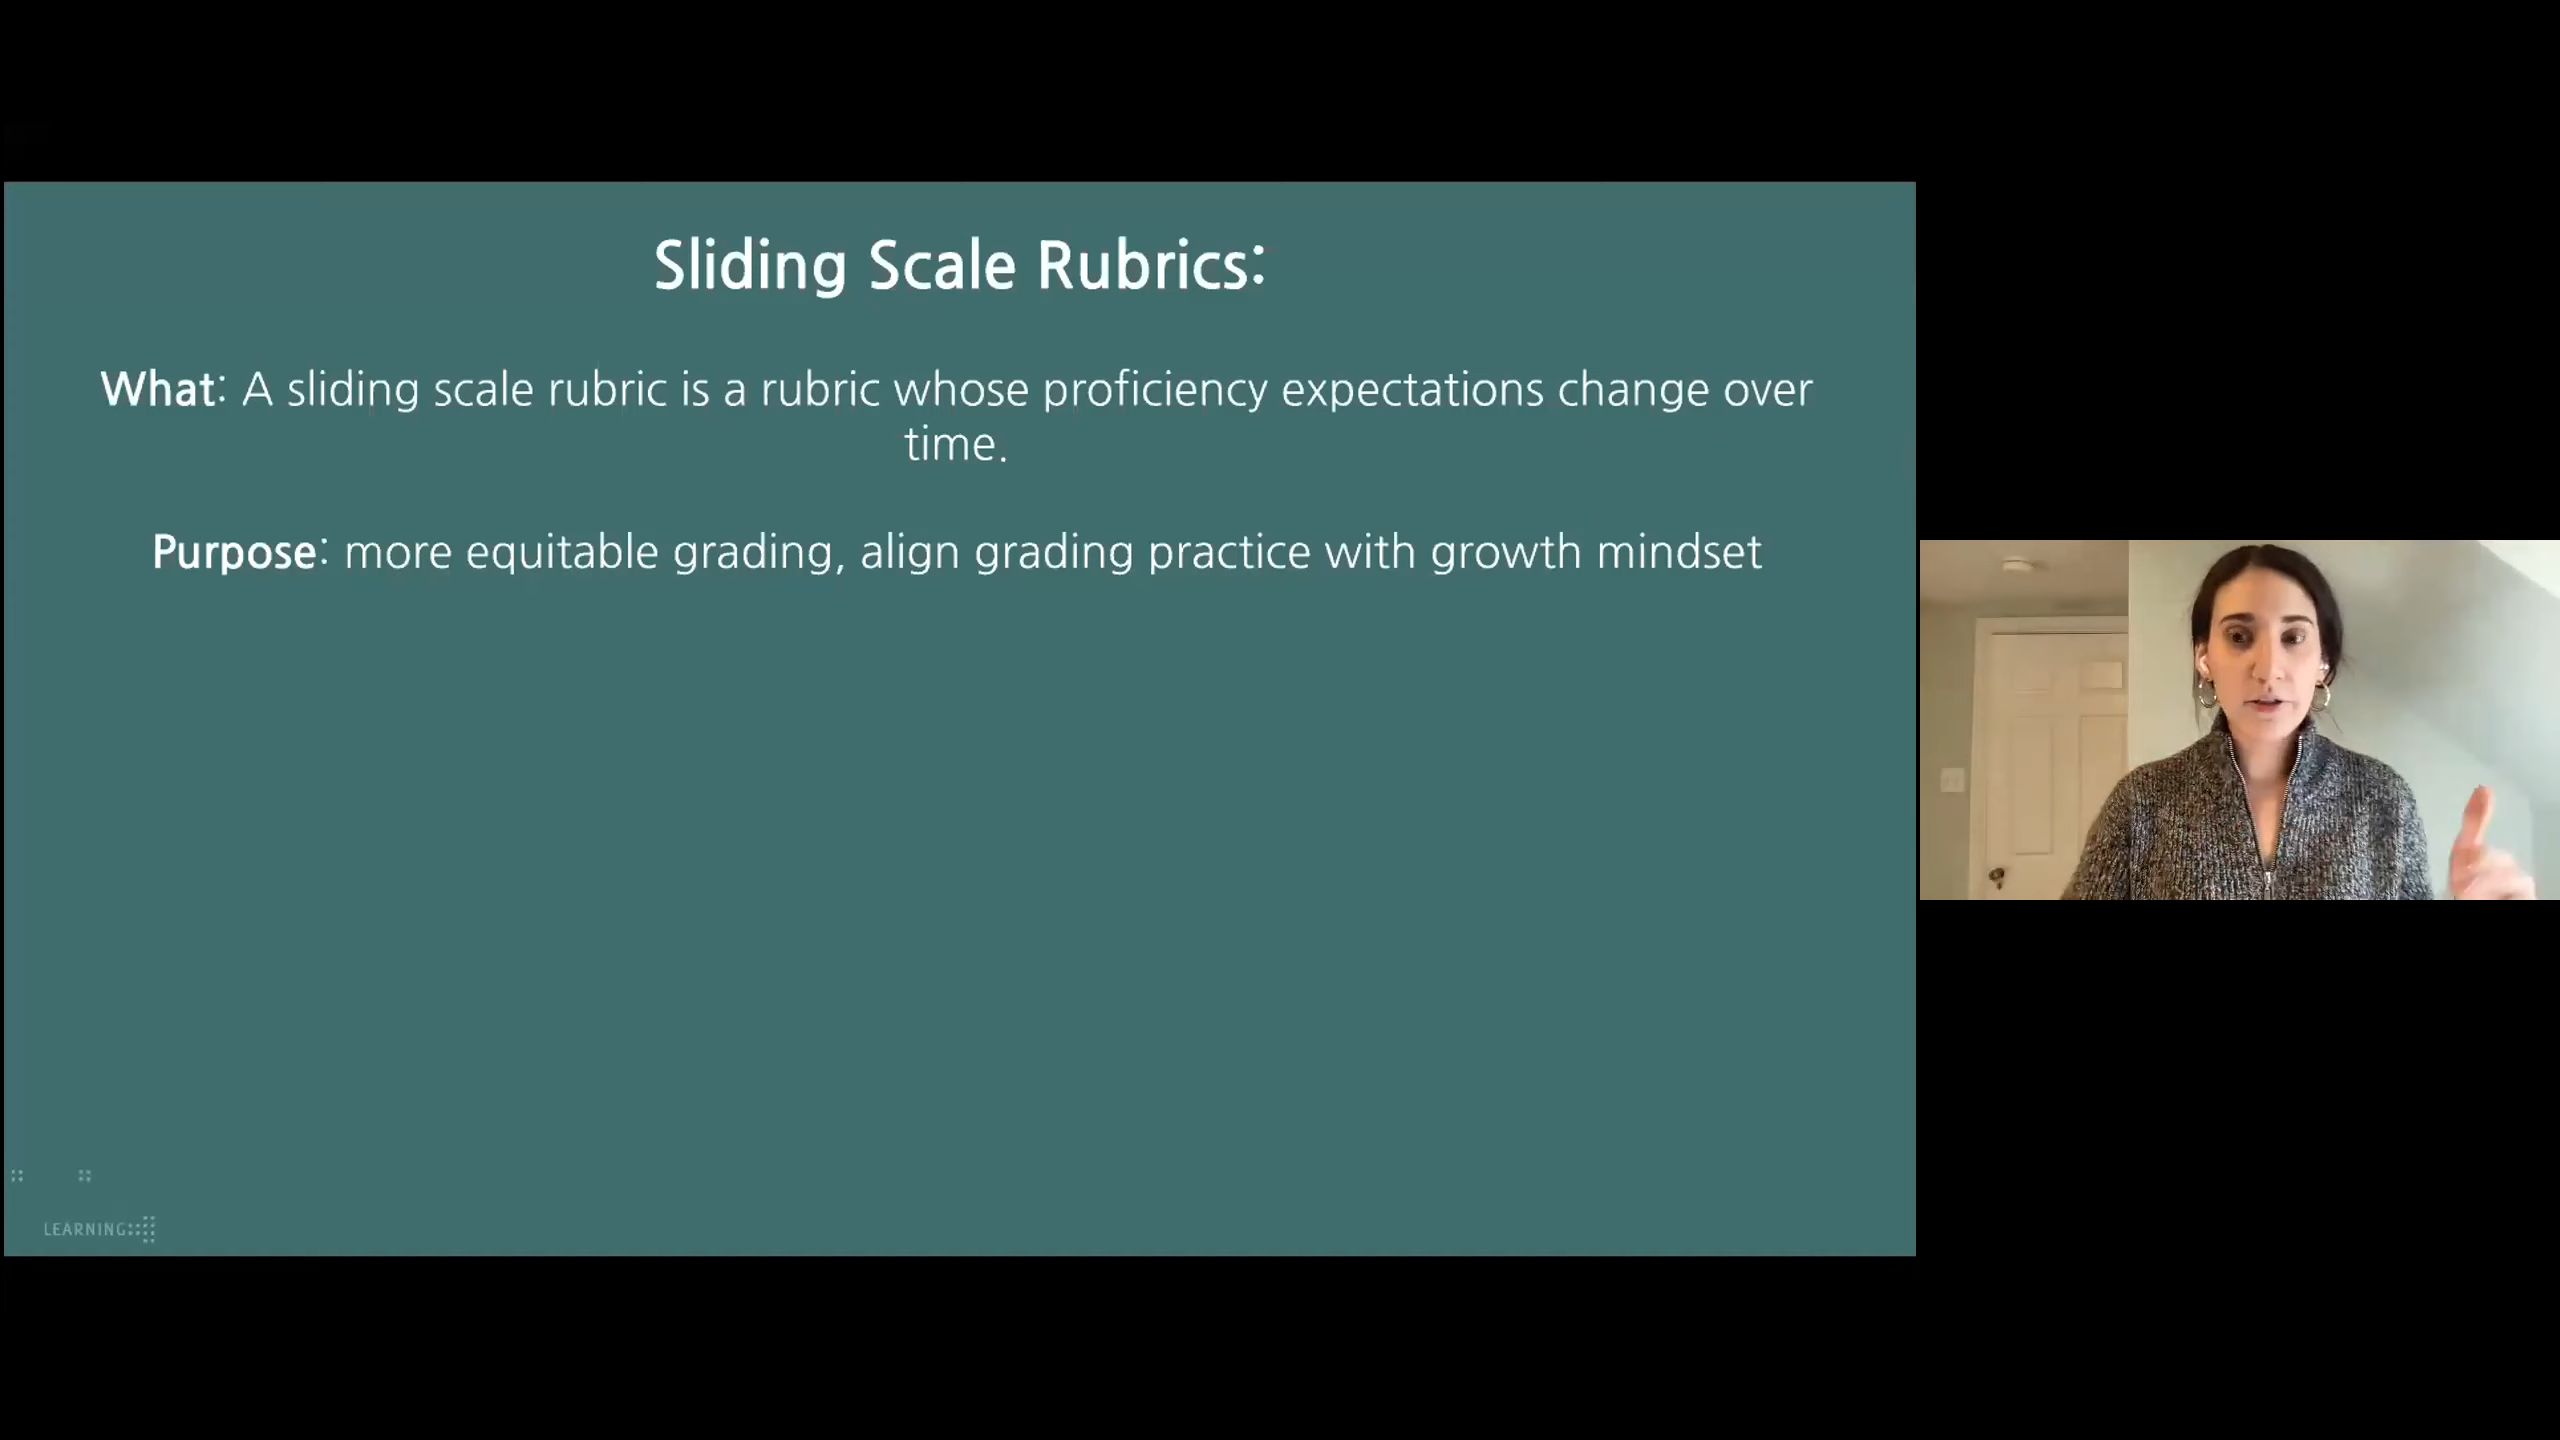 Sliding Scale Rubrics:
What: A sliding scale rubric is a rubric whose proficiency expectations change over
time.
Purpose: more equitable grading, align grading practice with growth mindset
LEARNING